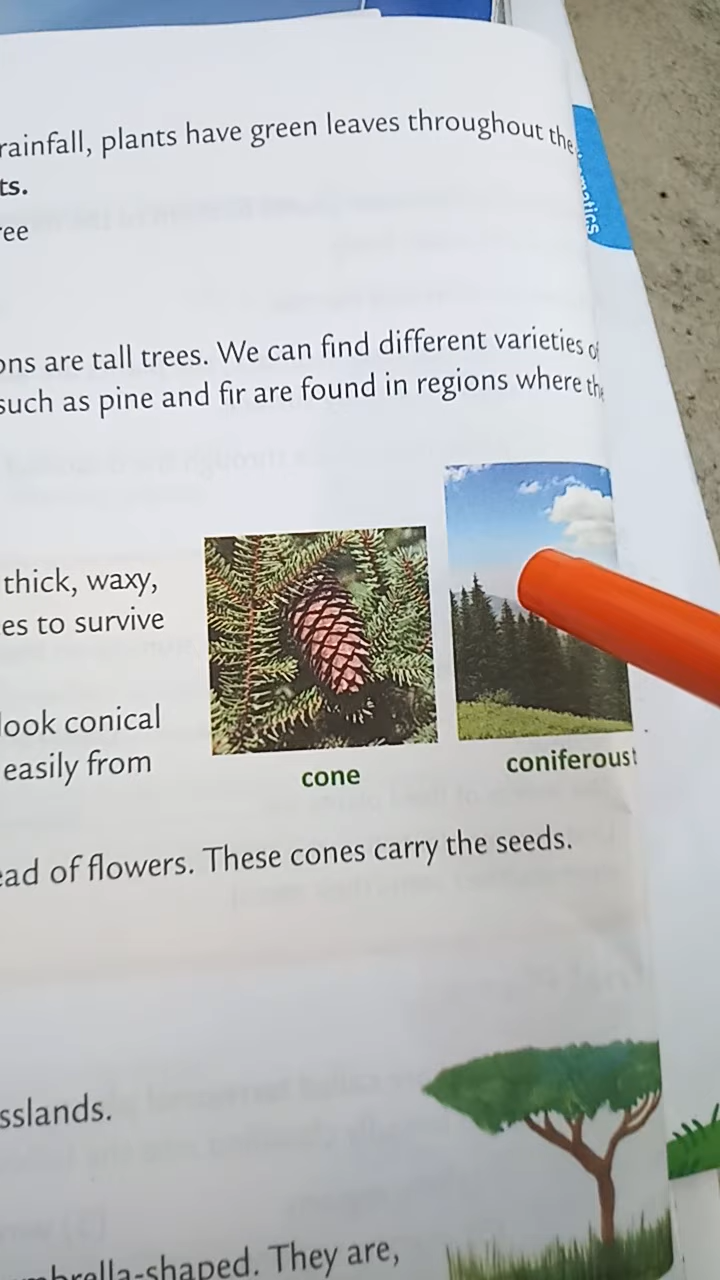 rainfall, plants have green leaves throughout the
ts.
ree
ons are tall trees. We can find different varieties of
such as pine and fir are found in regions where the
thick, waxy,
es to survive
look conical
easily from
cone
coniferous t
ead of flowers. These cones carry the seeds.
sslands.
mbrella-shaped. They are,
ematics